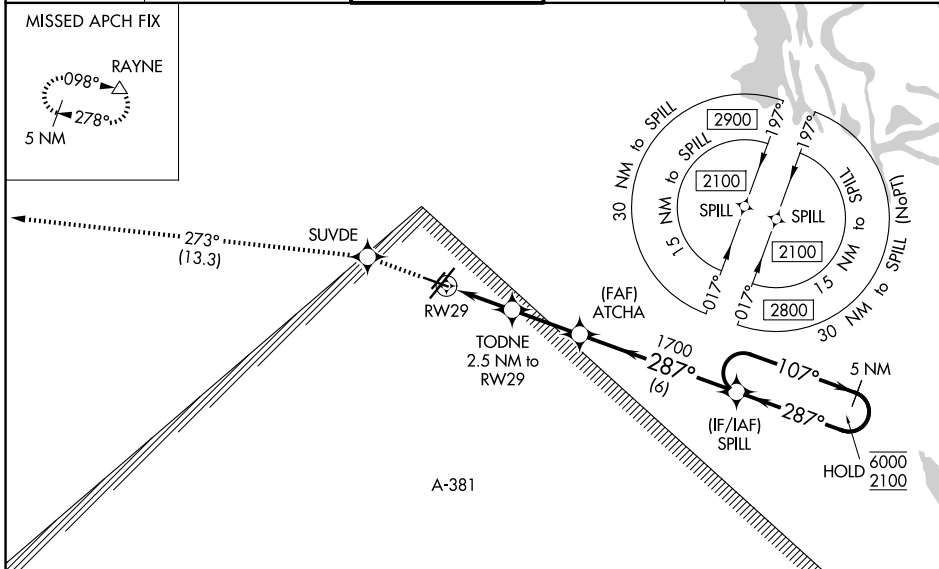 MISSED APCH FIX
RAYNE
098°
278°
5 NM
273°
(13.3)
SUVDE
RW29
TODNE
2.5 NM to
RW29
(FAF)
ATCHA
1700
287°
(6)
(IF/IAF)
SPILL
107°
287°
5 NM
HOLD
6000
2100
A-381
30 NM to SPILL
15 NM to SPILL
2900
2100
SPILL
197°
017°
197°
017°
SPILL
2100
2800
15 NM to SPILL
30 NM to SPILL (NoPT)